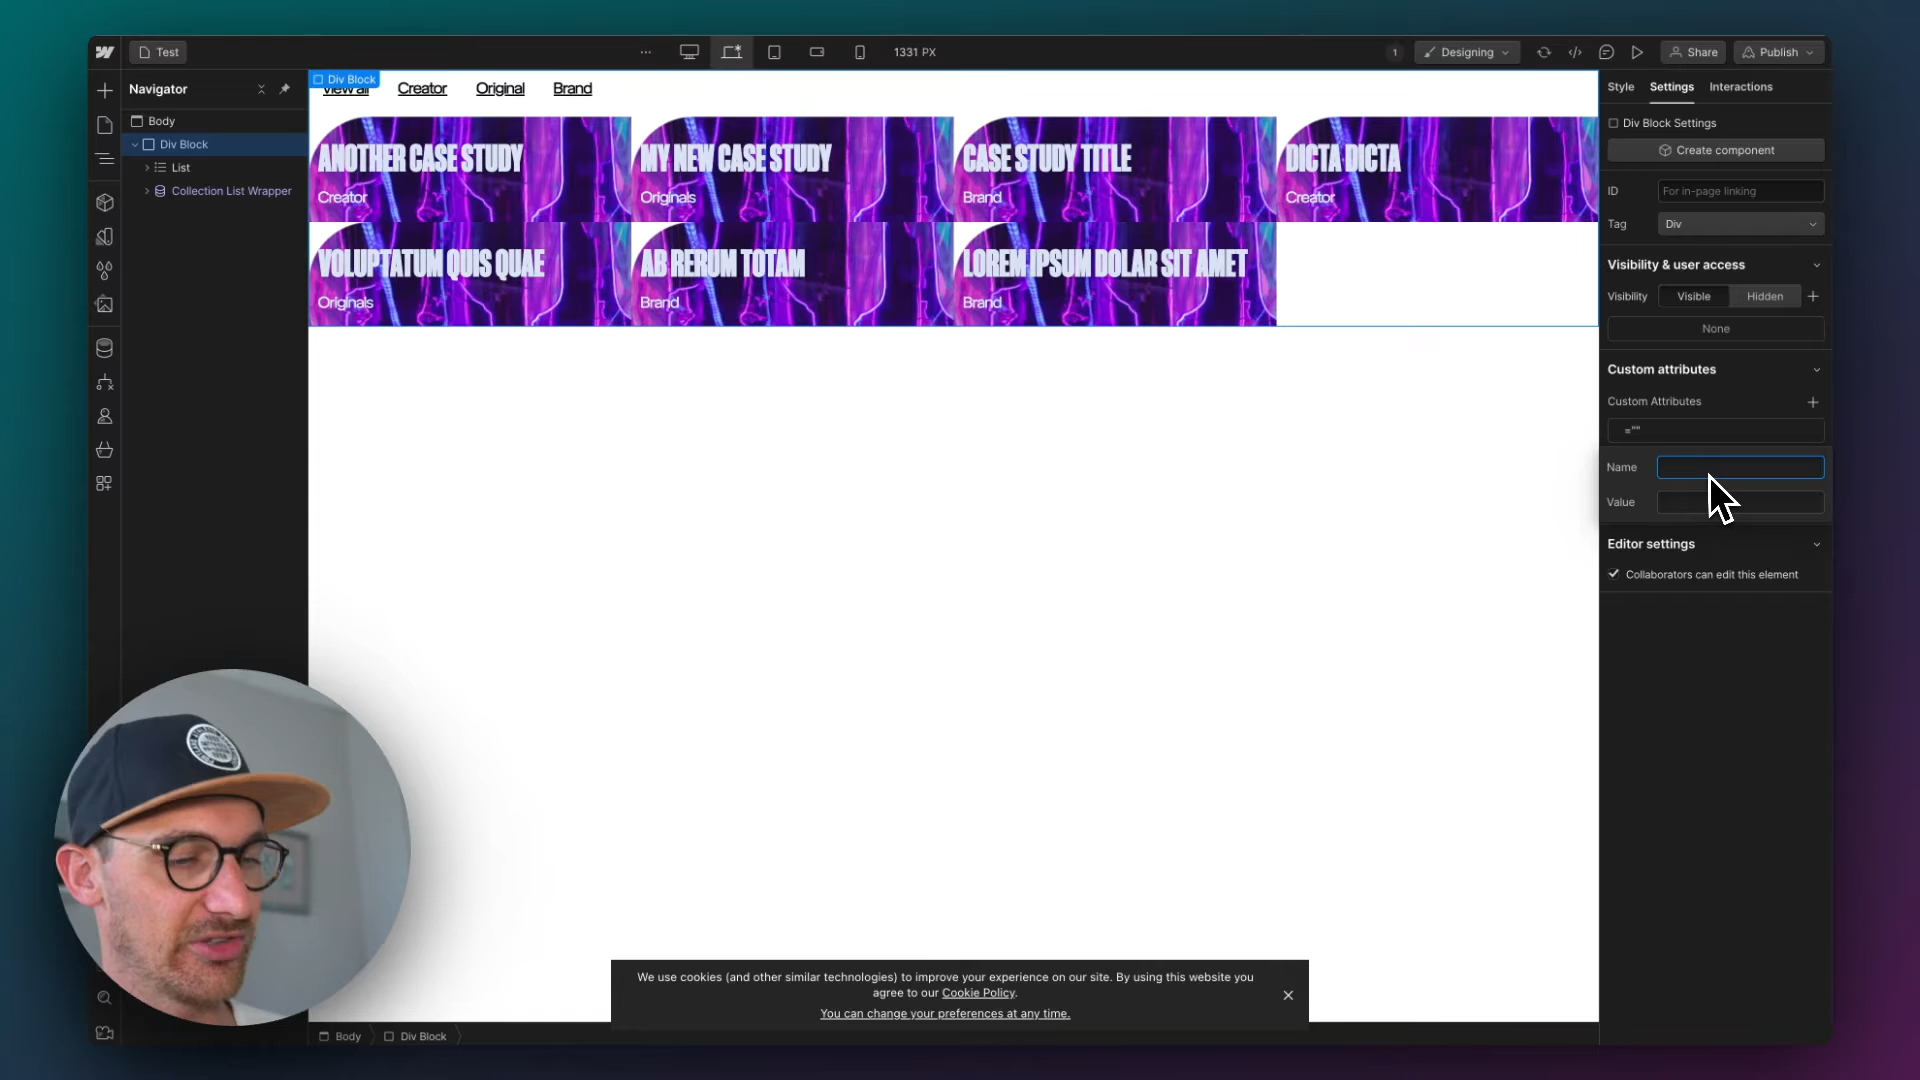 Test
1331 PX
1
Designing
Share
Publish
Navigator
Body
Div Block
List
Collection List Wrapper
Div Block
View all
Creator
Original
Brand
ANOTHER CASE STUDY
Creator
MY NEW CASE STUDY
Originals
CASE STUDY TITLE
Brand
DICTA DICTA
Creator
VOLUPTATUM QUIS QUAE
Originals
AB RERUM TOTAM
Brand
LOREM IPSUM DOLAR SIT AMET
Brand
Style
Settings
Interactions
Div Block Settings
Create component
ID
For in-page linking
Tag
Div
Visibility & user access
Visibility
Visible
Hidden
None
Custom attributes
Custom Attributes
=""
Name
Value
Editor settings
Collaborators can edit this element
We use cookies (and other similar technologies) to improve your experience on our site. By using this website you
agree to our Cookie Policy.
You can change your preferences at any time.
Body
Div Block